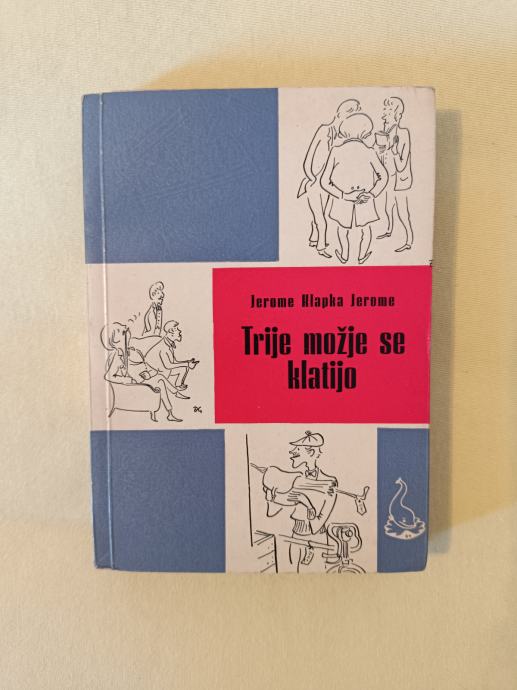 Jerome Klapka Jerome
Trije možje se
klatijo